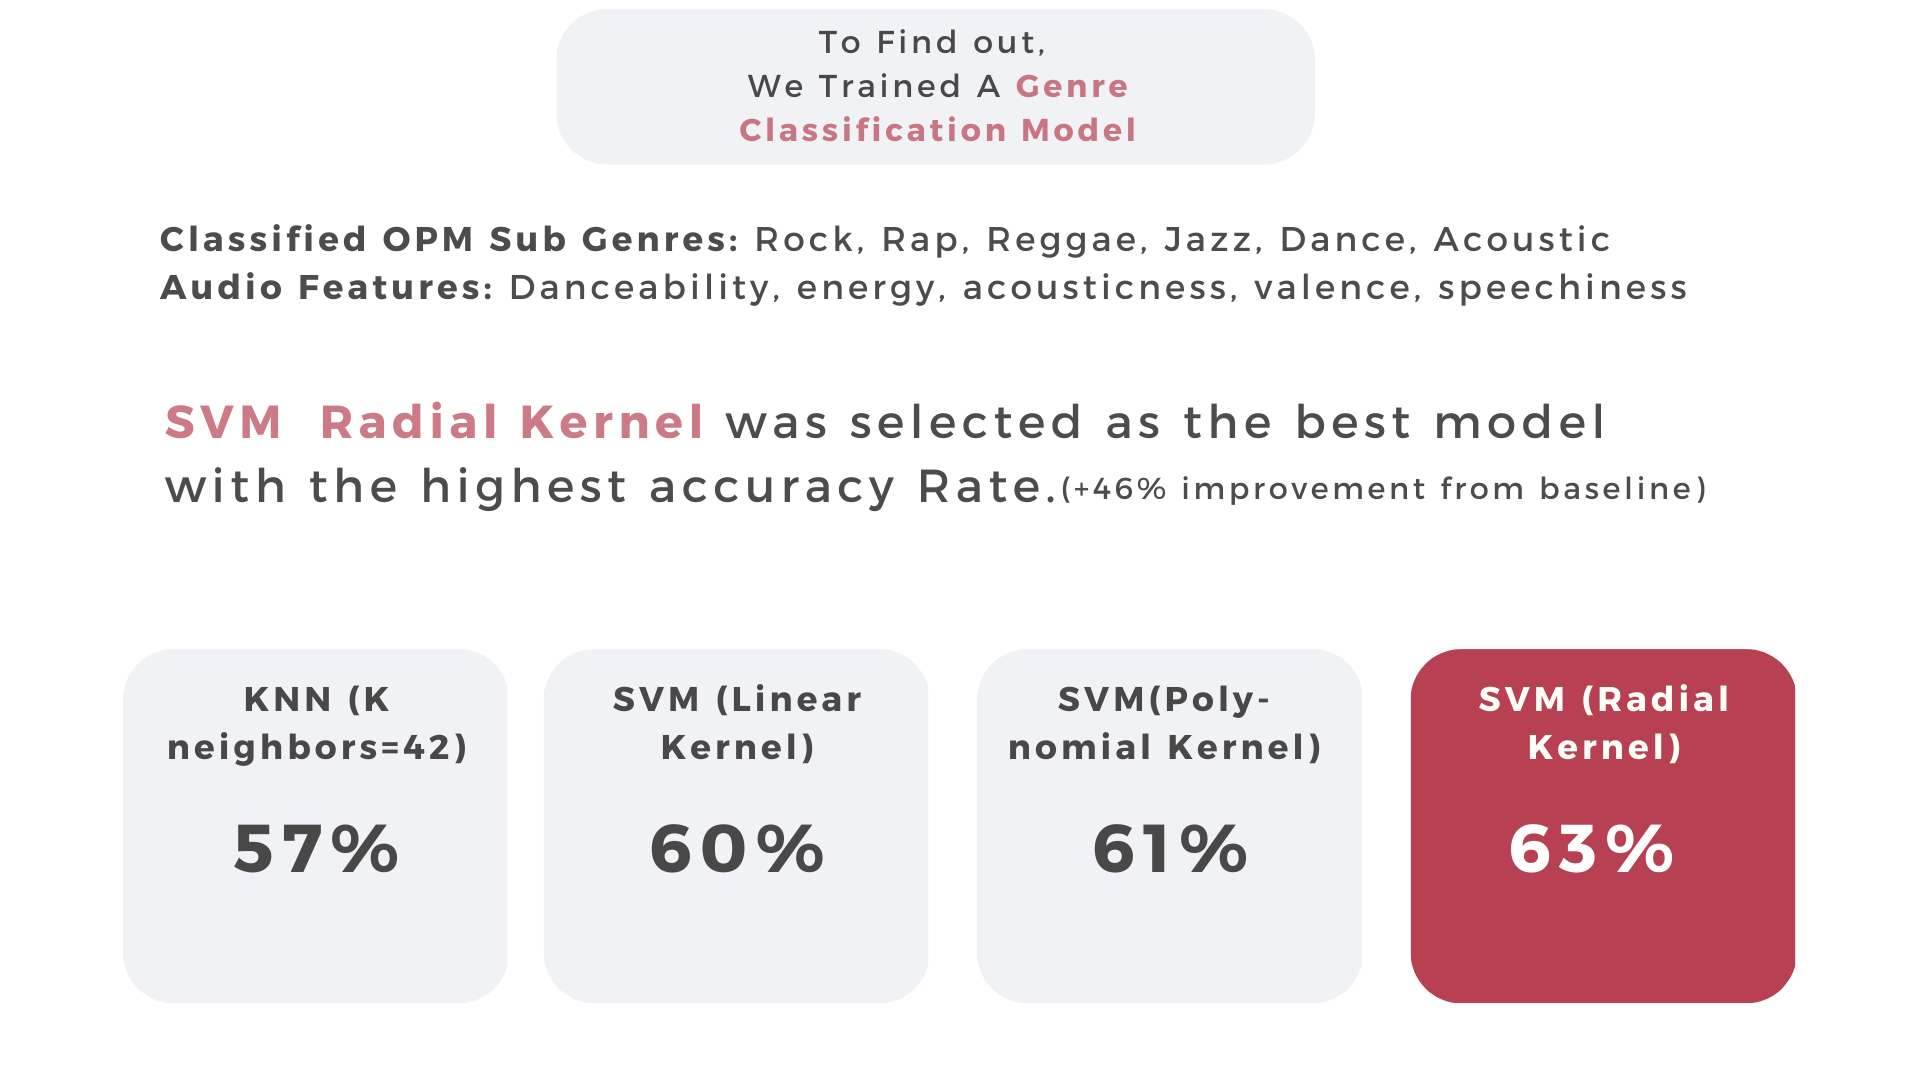 To Find out,
We Trained A Genre
Classification Model
Classified OPM Sub Genres: Rock, Rap, Reggae, Jazz, Dance, Acoustic
Audio Features: Danceability, energy, acousticness, valence, speechiness
SVM Radial Kernel was selected as the best model
with the highest accuracy Rate.(+46% improvement from baseline)
KNN (K
neighbors=42)
57%
SVM (Linear
Kernel)
60%
SVM(Poly-
nomial Kernel)
61%
SVM (Radial
Kernel)
63%